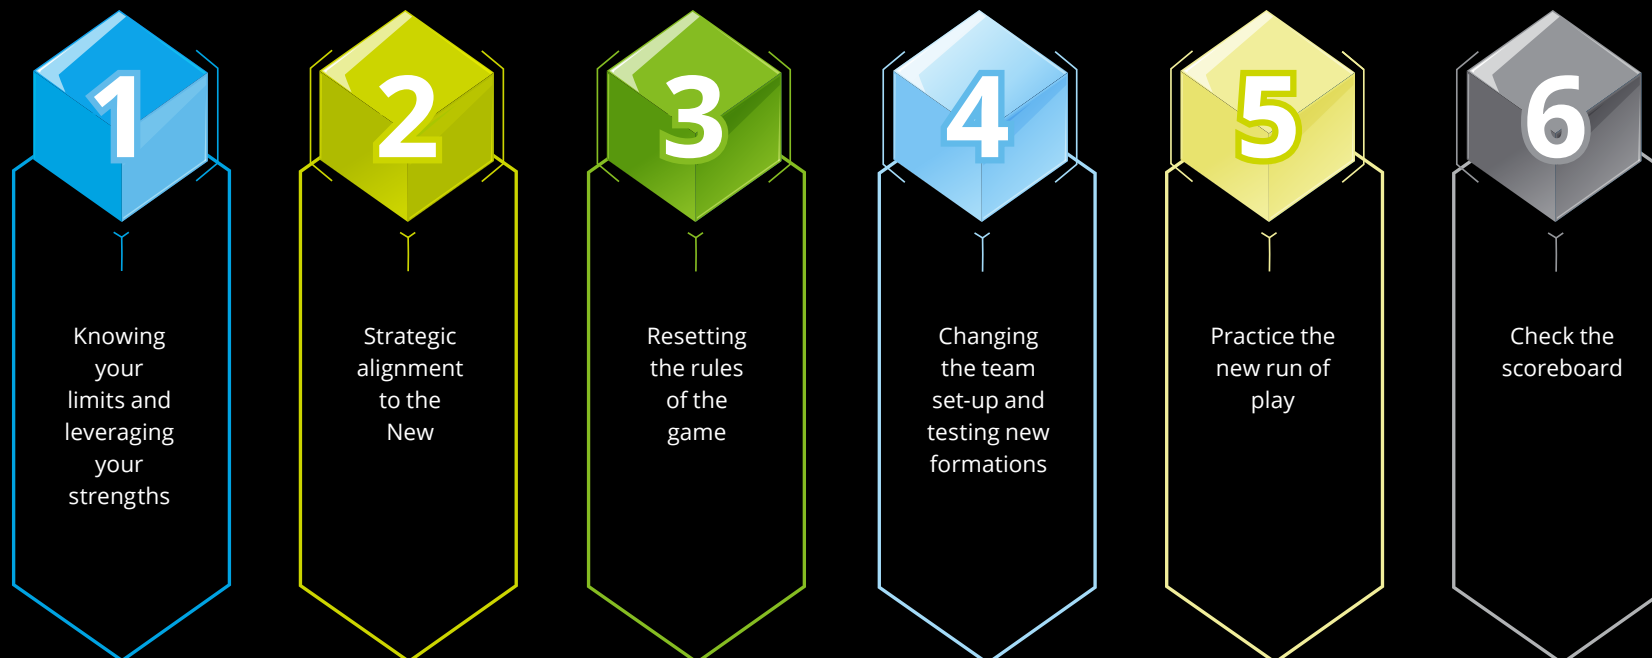 1
Knowing
your
limits and
leveraging
your
strengths
2
Strategic
alignment
to the
New
3
Resetting
the rules
of the
game
4
Changing
the team
set-up and
testing new
formations
5
Practice the
new run of
play
6
Check the
scoreboard